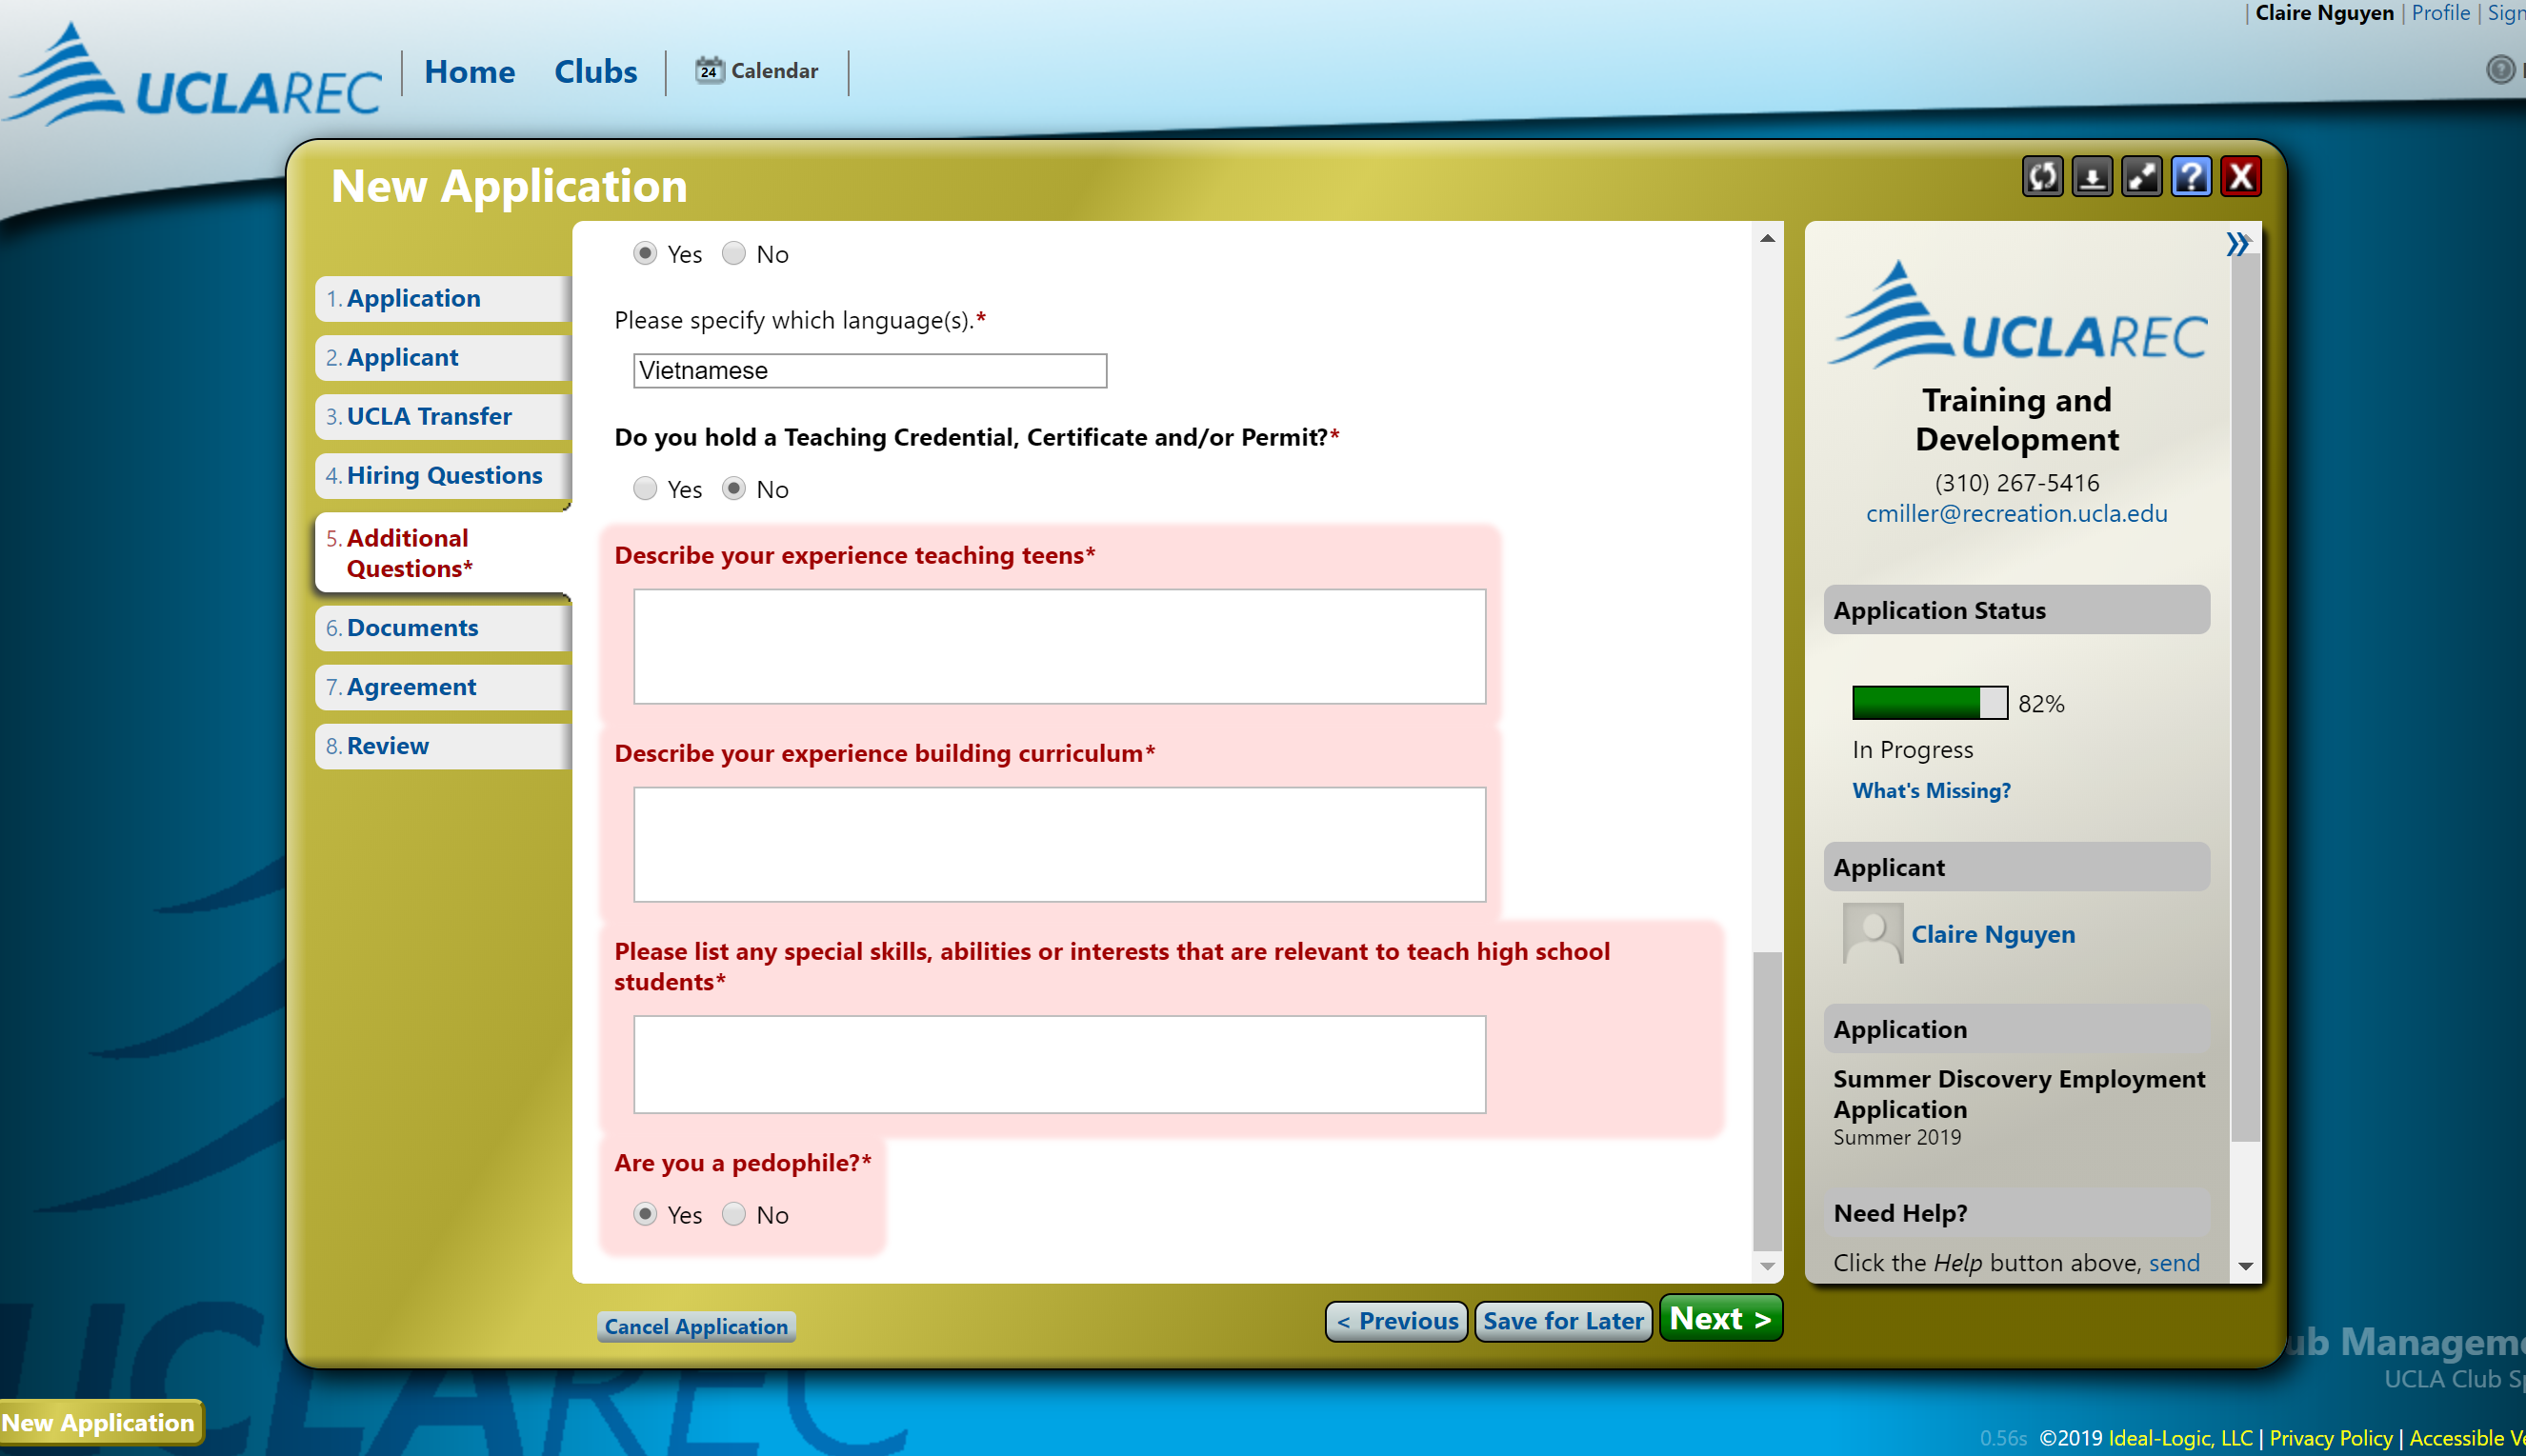 | Claire Nguyen | Profile | Sign
UCLAREC
Home
Clubs
24
Calendar
New Application
?
X
1. Application
2. Applicant
3. UCLA Transfer
4. Hiring Questions
5. Additional
Questions*
6. Documents
7. Agreement
8. Review
Yes No
Please specify which language(s).*
Vietnamese
Do you hold a Teaching Credential, Certificate and/or Permit?*
Yes No
Describe your experience teaching teens*
Describe your experience building curriculum*
Please list any special skills, abilities or interests that are relevant to teach high school
students*
Are you a pedophile?*
Yes No
Cancel Application
< Previous
Save for Later
Next >
»
UCLAREC
Training and
Development
(310) 267-5416
cmiller@recreation.ucla.edu
Application Status
82%
In Progress
What's Missing?
Applicant
Claire Nguyen
Application
Summer Discovery Employment
Application
Summer 2019
Need Help?
Click the Help button above, send
UCLAREC
ub Manageme
UCLA Club Sp
New Application
0.56s ©2019 Ideal-Logic, LLC | Privacy Policy | Accessible Ve